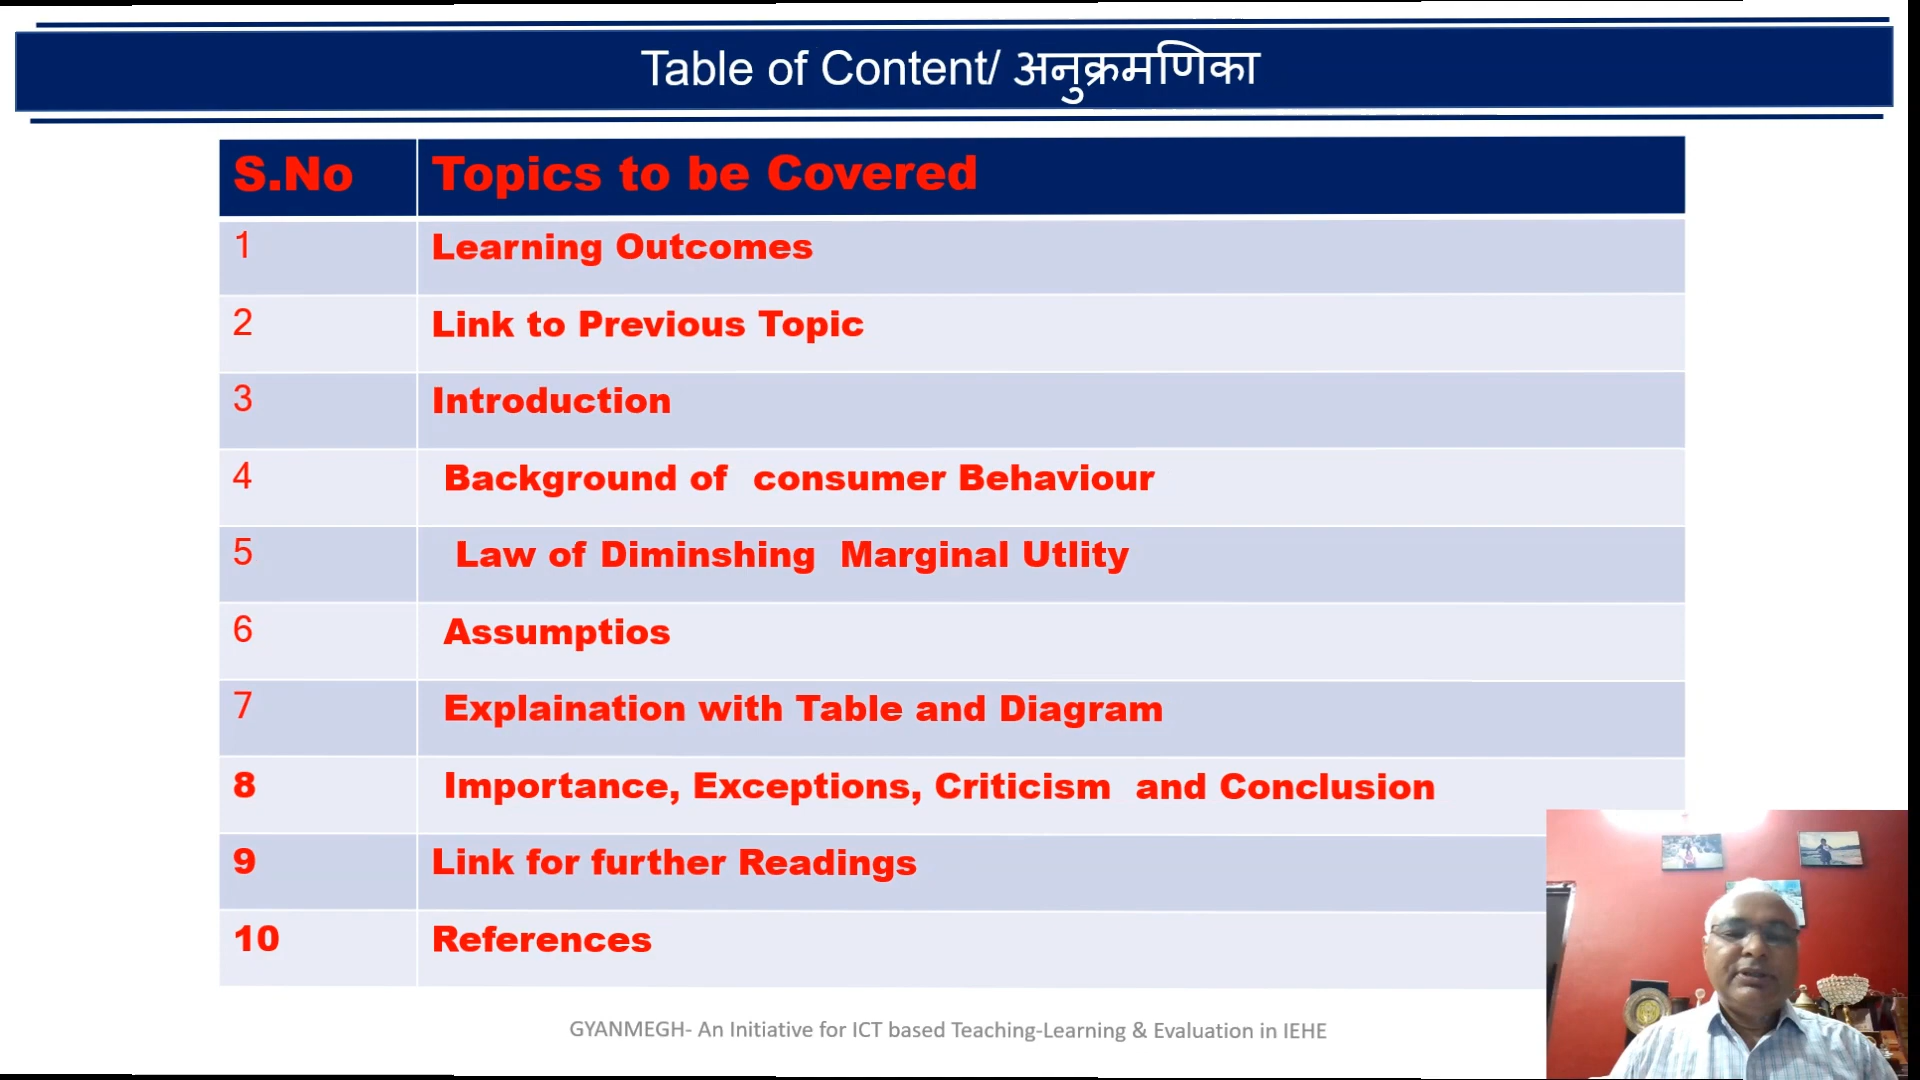 Table of Content/ अनुक्रमणिका
S.No Topics to be Covered
1 Learning Outcomes
2 Link to Previous Topic
3 Introduction
4 Background of consumer Behaviour
5 Law of Diminshing Marginal Utlity
6 Assumptios
7 Explaination with Table and Diagram
8 Importance, Exceptions, Criticism and Conclusion
9 Link for further Readings
10 References
GYANMEGH- An Initiative for ICT based Teaching-Learning & Evaluation in IEHE